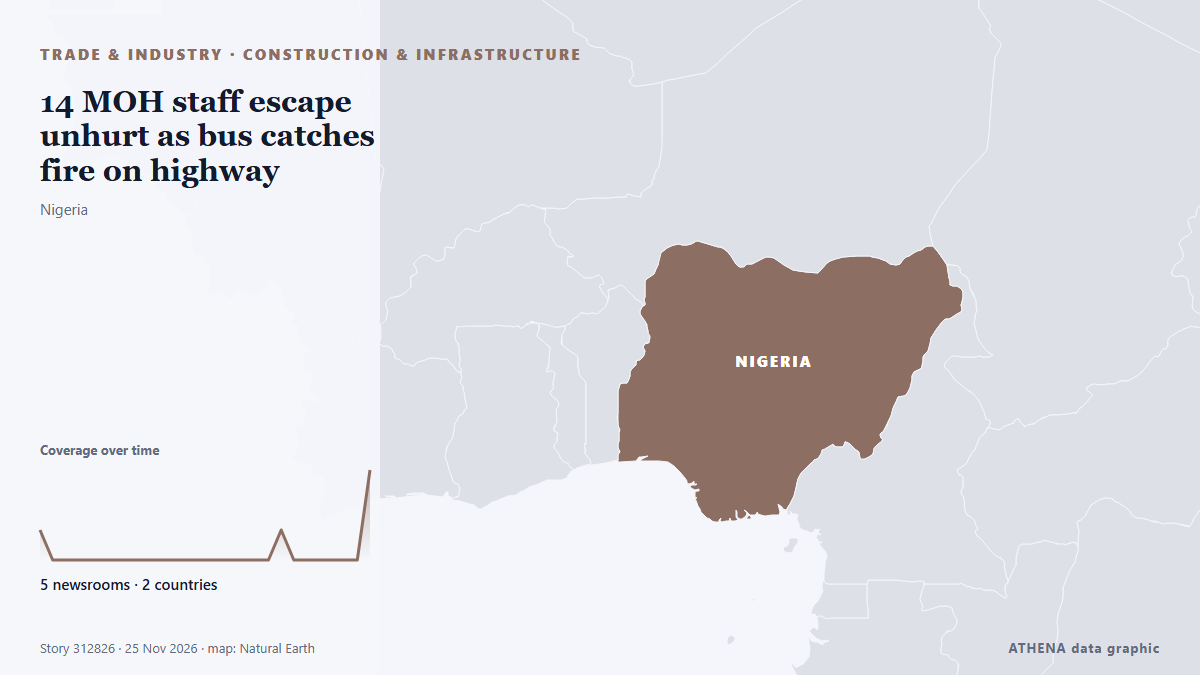 TRADE & INDUSTRY · CONSTRUCTION & INFRASTRUCTURE
14 MOH staff escape
unhurt as bus catches
fire on highway
Nigeria
NIGERIA
Coverage over time
5 newsrooms · 2 countries
Story 312826 · 25 Nov 2026 · map: Natural Earth
ATHENA data graphic